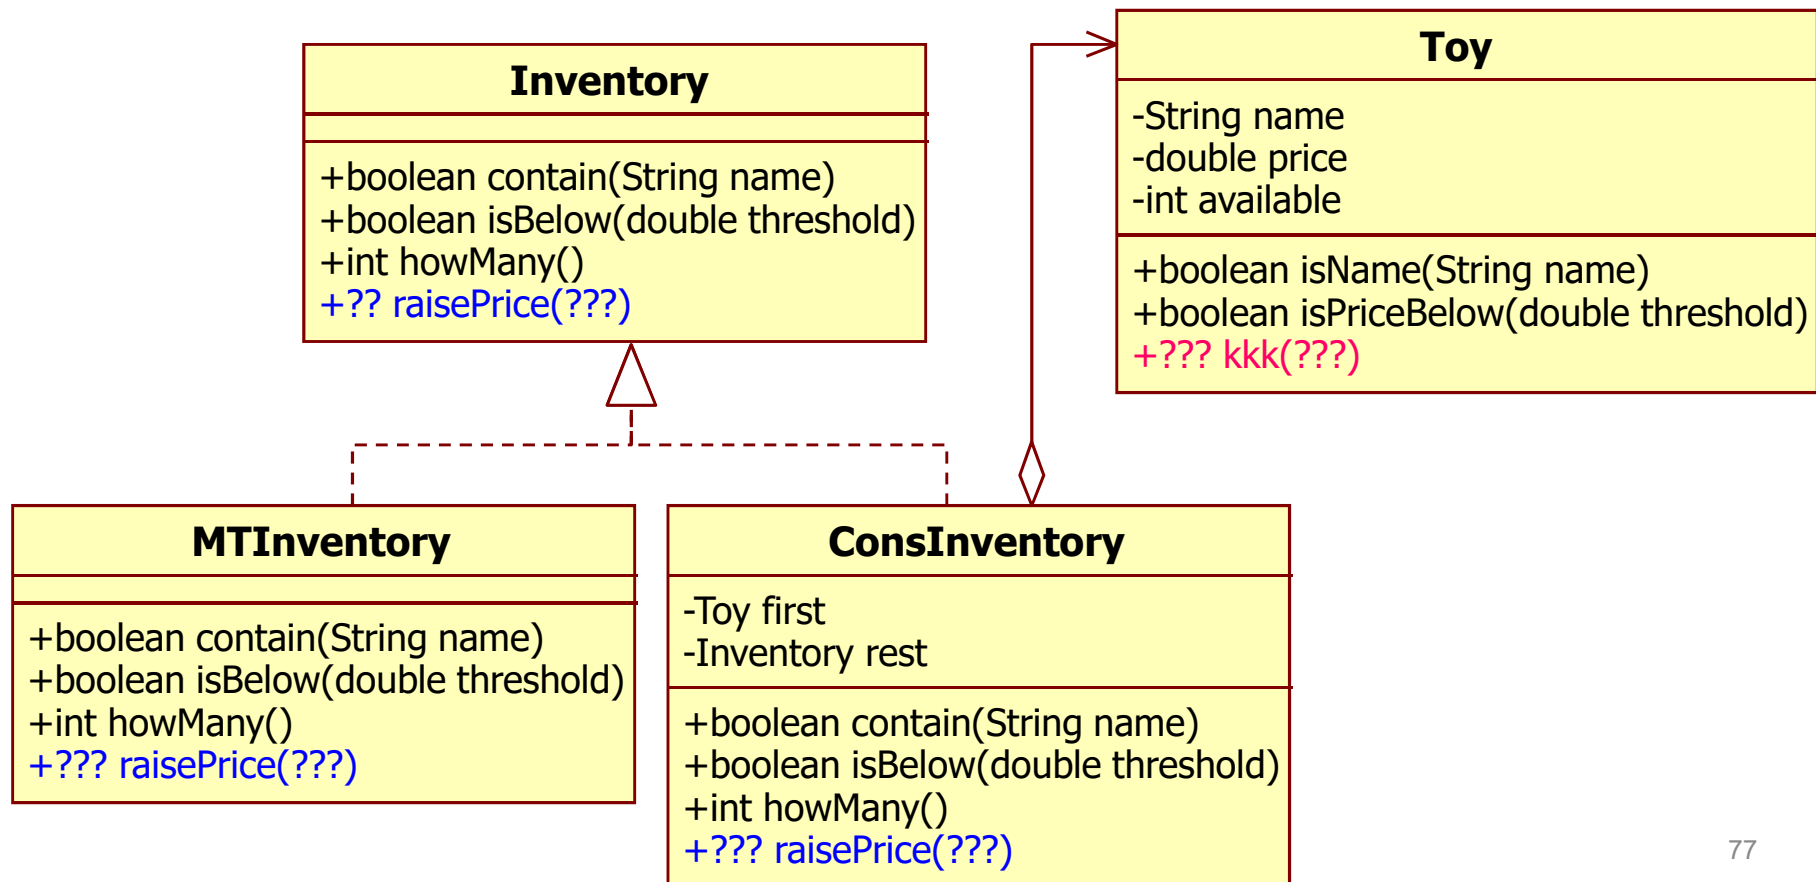 Inventory
+boolean contain(String name)
+boolean isBelow(double threshold)
+int howMany()
+?? raisePrice(???)
Toy
-String name
-double price
-int available
+boolean isName(String name)
+boolean isPriceBelow(double threshold)
+??? kkk(???)
MTInventory
+boolean contain(String name)
+boolean isBelow(double threshold)
+int howMany()
+??? raisePrice(???)
ConsInventory
-Toy first
-Inventory rest
+boolean contain(String name)
+boolean isBelow(double threshold)
+int howMany()
+??? raisePrice(???)
77